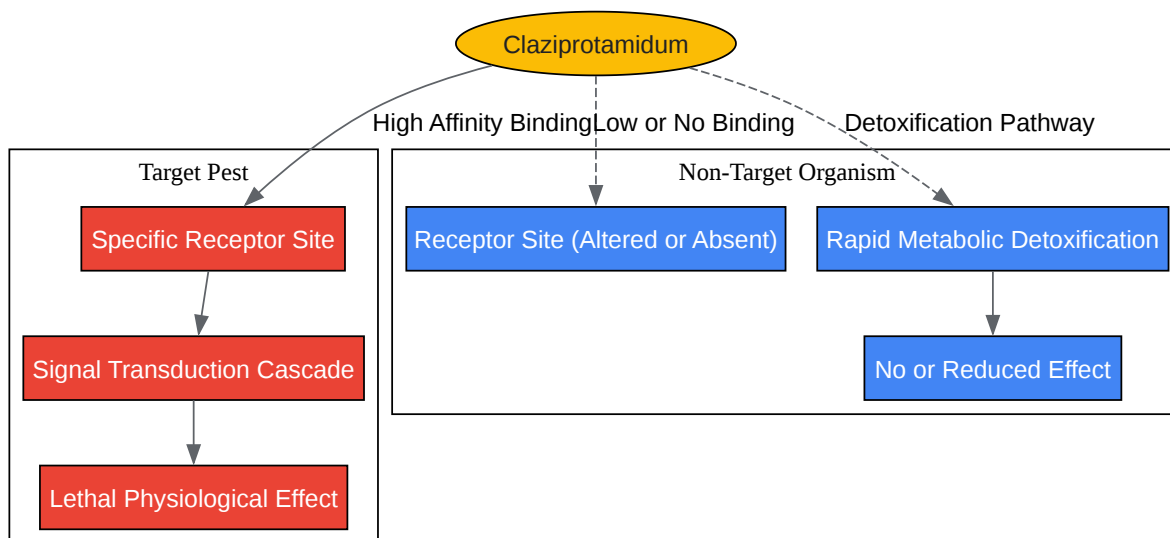 Claziprotamidum
High Affinity Binding
Low or No Binding
Detoxification Pathway
Target Pest
Non-Target Organism
Specific Receptor Site
Receptor Site (Altered or Absent)
Rapid Metabolic Detoxification
Signal Transduction Cascade
No or Reduced Effect
Lethal Physiological Effect